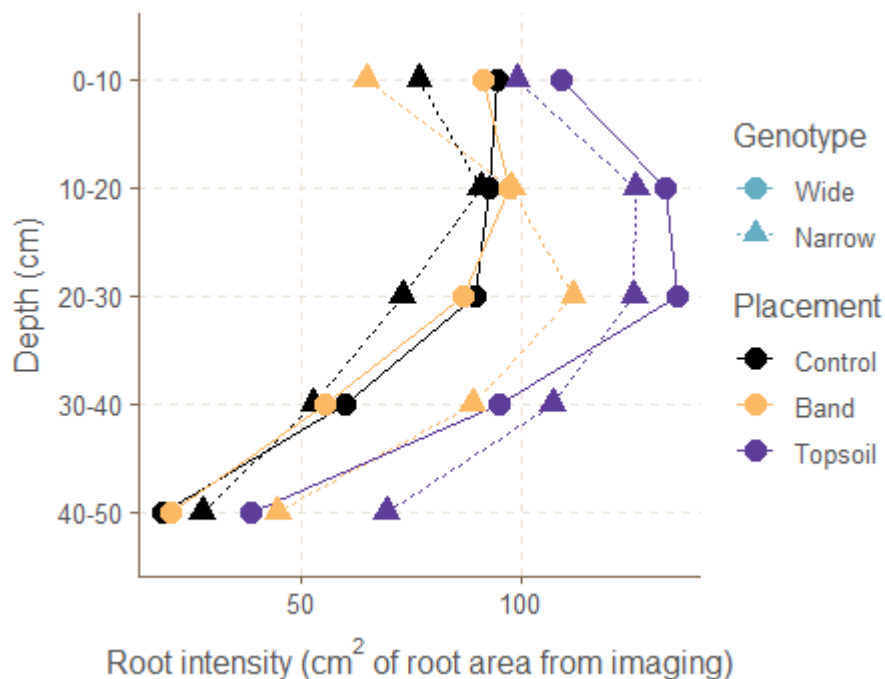 Depth (cm)
0-10
10-20
20-30
30-40
40-50
50
100
Root intensity (cm² of root area from imaging)
Genotype
Wide
Narrow
Placement
Control
Band
Topsoil